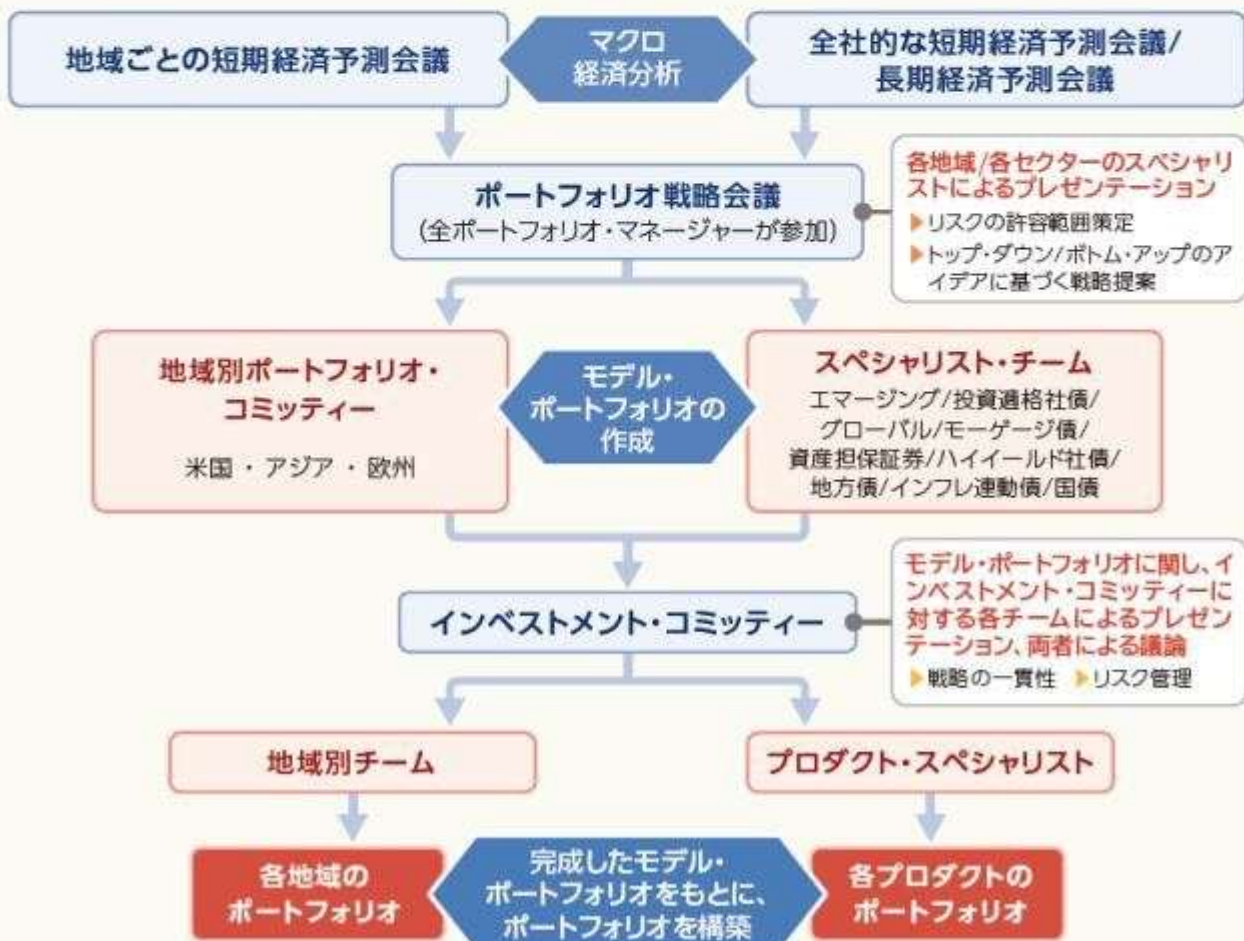 地域ごとの短期経済予測会議
マクロ
経済分析
全社的な短期経済予測会議/
長期経済予測会議
ポートフォリオ戦略会議
(全ポートフォリオ・マネージャーが参加)
各地域/各セクターのスペシャリ
ストによるプレゼンテーション
▶リスクの許容範囲策定
▶トップ・ダウン/ボトム・アップのア
イデアに基づく戦略提案
地域別ポートフォリオ・
コミッティー
米国 ・ アジア ・ 欧州
モデル・
ポートフォリオの
作成
スペシャリスト・チーム
エマージング/投資適格社債/
グローバル/モーゲージ債/
資産担保証券/ハイイールド社債/
地方債/インフレ連動債/国債
インベストメント・コミッティー
モデル・ポートフォリオに関し、イ
ンベストメント・コミッティーに
対する各チームによるプレゼン
テーション、両者による議論
▶戦略の一貫性 ▶リスク管理
地域別チーム
プロダクト・スペシャリスト
各地域の
ポートフォリオ
完成したモデル・
ポートフォリオをもとに、
ポートフォリオを構築
各プロダクトの
ポートフォリオ